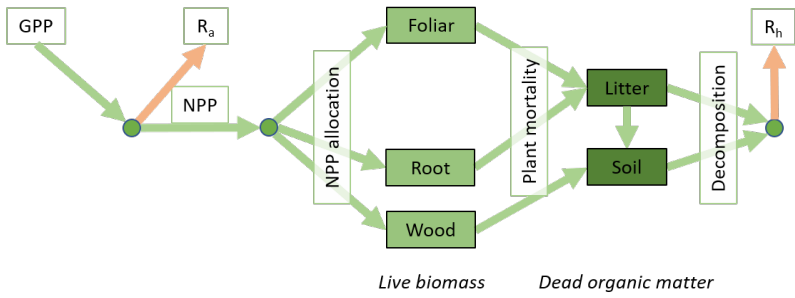 GPP
Rₐ
NPP
NPP allocation
Foliar
Root
Wood
Live biomass
Plant mortality
Litter
Soil
Dead organic matter
Decomposition
Rₕ